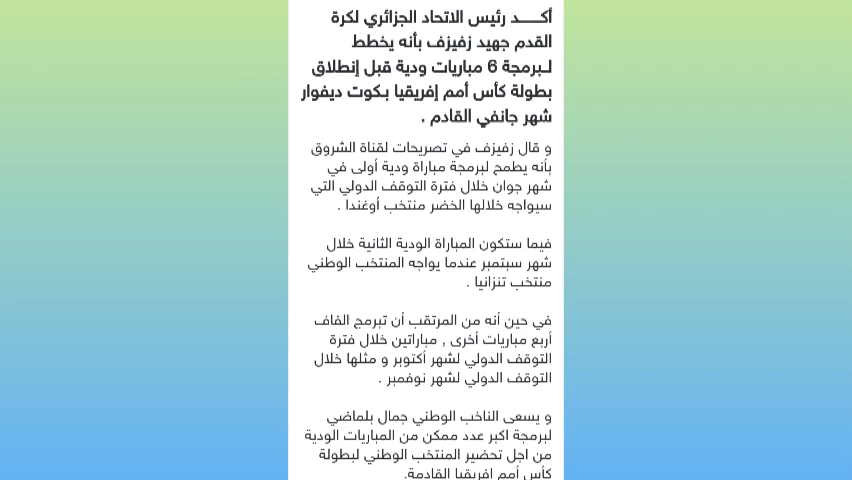 أكـــــد رئيس الاتحاد الجزائري لكرة
القدم جهيد زفيزف بأنه يخطط
لـبرمجة 6 مباريات ودية قبل إنطلاق
بطولة كأس أمم إفريقيا بـكوت ديفوار
شهر جانفي القادم .
و قال زفيزف في تصريحات لقناة الشروق
بأنه يطمح لبرمجة مباراة ودية أولى في
شهر جوان خلال فترة التوقف الدولي التي
سيواجه خلالها الخضر منتخب أوغندا .
فيما ستكون المباراة الودية الثانية خلال
شهر سبتمبر عندما يواجه المنتخب الوطني
منتخب تنزانيا .
في حين أنه من المرتقب أن تبرمج الفاف
أربع مباريات أخرى , مباراتين خلال فترة
التوقف الدولي لشهر أكتوبر و مثلها خلال
التوقف الدولي لشهر نوفمبر .
و يسعى الناخب الوطني جمال بلماضي
لبرمجة اكبر عدد ممكن من المباريات الودية
من اجل تحضير المنتخب الوطني لبطولة
كأس أمم إفريقيا القادمة.